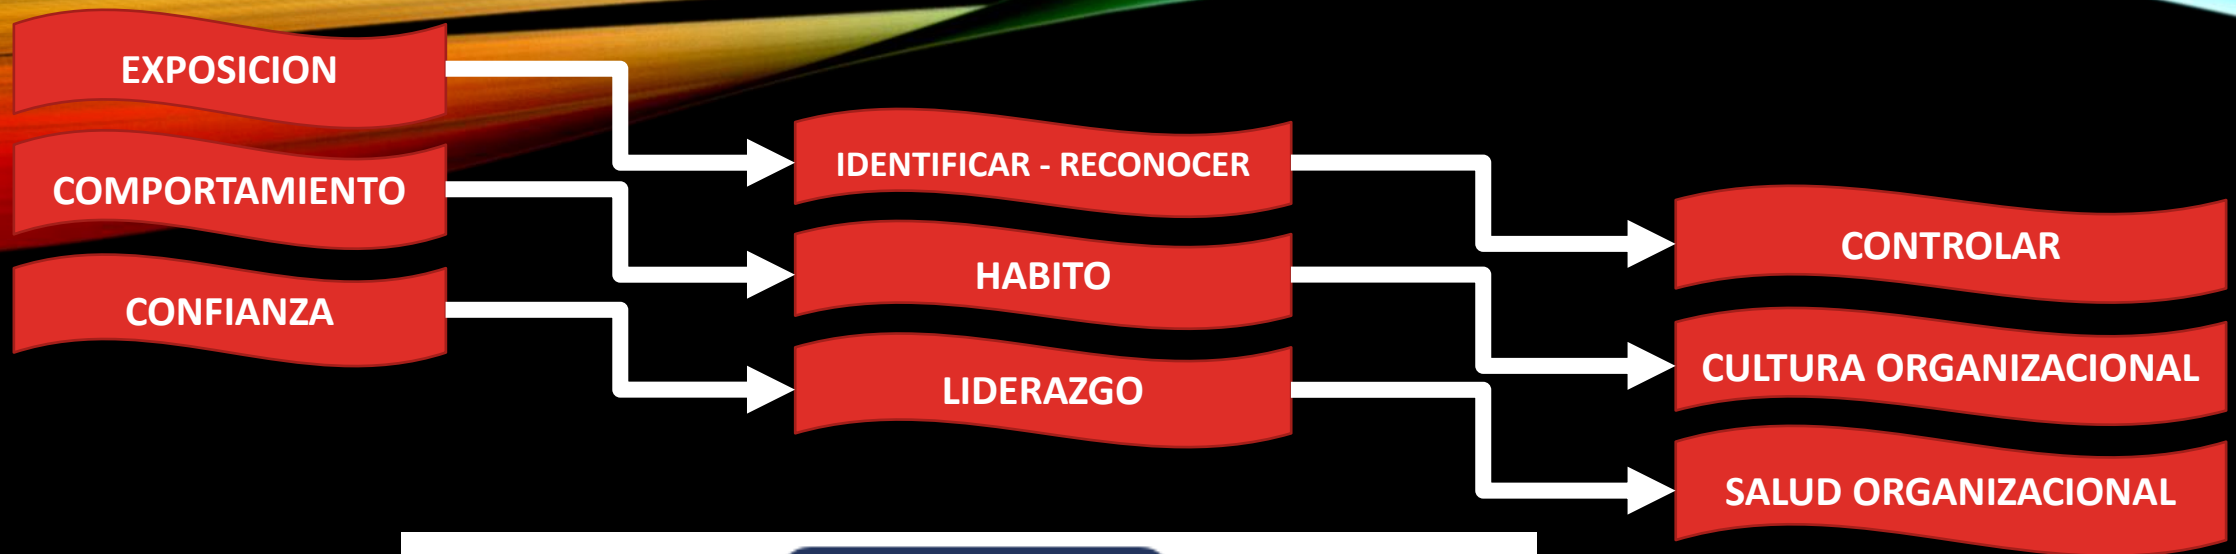 EXPOSICION
COMPORTAMIENTO
CONFIANZA
IDENTIFICAR - RECONOCER
HABITO
LIDERAZGO
CONTROLAR
CULTURA ORGANIZACIONAL
SALUD ORGANIZACIONAL